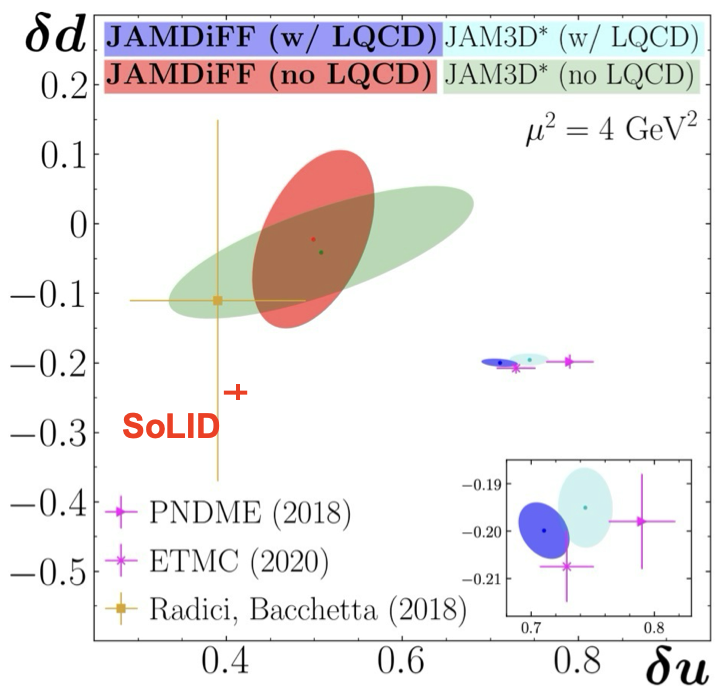 δd
JAMDiFF (w/ LQCD) JAM3D* (w/ LQCD)
JAMDiFF (no LQCD) JAM3D* (no LQCD)
μ² = 4 GeV²
0.2
0.1
0
−0.1
−0.2
−0.3
−0.4
−0.5
SoLID
PNDME (2018)
ETMC (2020)
Radici, Bacchetta (2018)
−0.19
−0.20
−0.21
0.7 0.8
0.4 0.6 0.8
δu